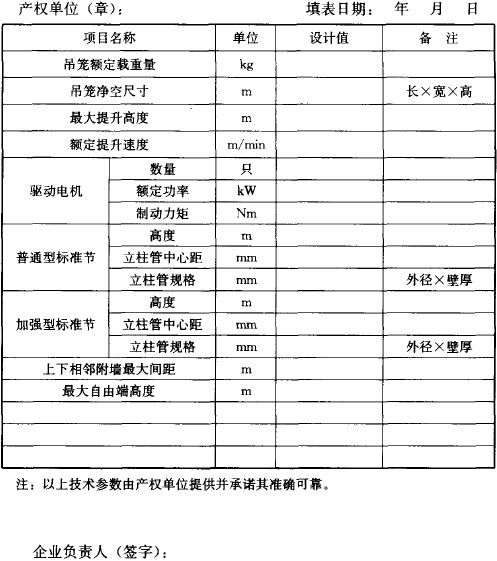 产权单位（章）： 填表日期： 年 月 日
项目名称 单位 设计值 备 注
吊笼额定载重量 kg
吊笼净空尺寸 m 长×宽×高
最大提升高度 m
额定提升速度 m/min
驱动电机 数量 只
额定功率 kW
制动力矩 Nm
普通型标准节 高度 m
立柱管中心距 mm
立柱管规格 mm 外径×壁厚
加强型标准节 高度 m
立柱管中心距 mm
立柱管规格 mm 外径×壁厚
上下相邻附墙最大间距 m
最大自由端高度 m
注：以上技术参数由产权单位提供并承诺其准确可靠。
企业负责人（签字）：